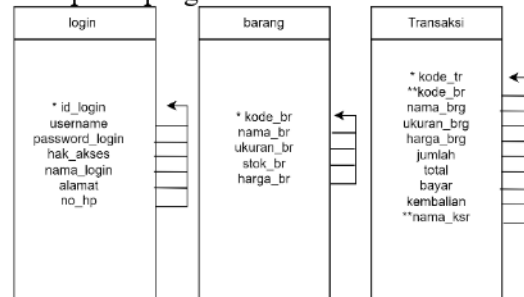 login
* id_login
username
password_login
hak_akses
nama_login
alamat
no_hp
barang
* kode_br
nama_br
ukuran_br
stok_br
harga_br
Transaksi
* kode_tr
**kode_br
nama_brg
ukuran_brg
harga_brg
jumlah
total
bayar
kembalian
**nama_ksr